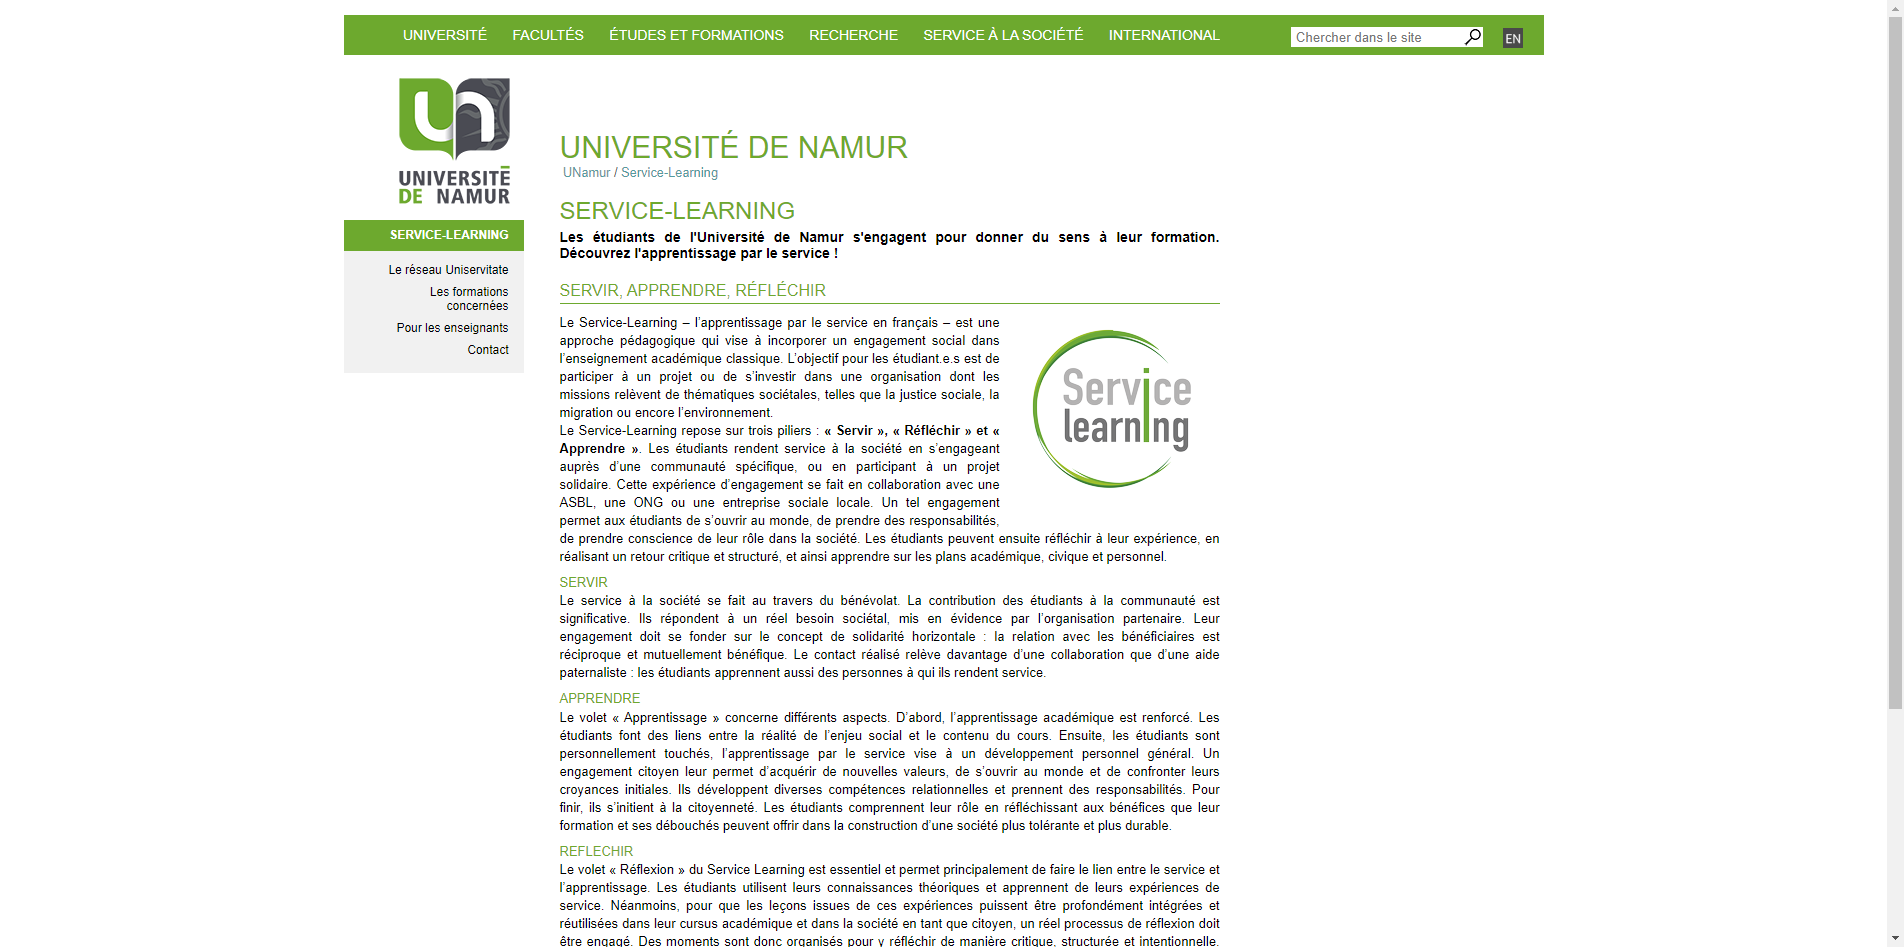 UNIVERSITÉ FACULTÉS ÉTUDES ET FORMATIONS RECHERCHE SERVICE À LA SOCIÉTÉ INTERNATIONAL Chercher dans le site EN
UNIVERSITÉ
DE NAMUR
SERVICE-LEARNING
Le réseau Uniservitate
Les formations
concernées
Pour les enseignants
Contact
UNIVERSITÉ DE NAMUR
UNamur / Service-Learning
SERVICE-LEARNING
Les étudiants de l'Université de Namur s'engagent pour donner du sens à leur formation.
Découvrez l'apprentissage par le service !
SERVIR, APPRENDRE, RÉFLÉCHIR
Le Service-Learning – l’apprentissage par le service en français – est une
approche pédagogique qui vise à incorporer un engagement social dans
l’enseignement académique classique. L’objectif pour les étudiant.e.s est de
participer à un projet ou de s’investir dans une organisation dont les
missions relèvent de thématiques sociétales, telles que la justice sociale, la
migration ou encore l’environnement.
Le Service-Learning repose sur trois piliers : « Servir », « Réfléchir » et «
Apprendre ». Les étudiants rendent service à la société en s’engageant
auprès d’une communauté spécifique, ou en participant à un projet
solidaire. Cette expérience d’engagement se fait en collaboration avec une
ASBL, une ONG ou une entreprise sociale locale. Un tel engagement
permet aux étudiants de s’ouvrir au monde, de prendre des responsabilités,
de prendre conscience de leur rôle dans la société. Les étudiants peuvent ensuite réfléchir à leur expérience, en
réalisant un retour critique et structuré, et ainsi apprendre sur les plans académique, civique et personnel.
Service
learning
SERVIR
Le service à la société se fait au travers du bénévolat. La contribution des étudiants à la communauté est
significative. Ils répondent à un réel besoin sociétal, mis en évidence par l’organisation partenaire. Leur
engagement doit se fonder sur le concept de solidarité horizontale : la relation avec les bénéficiaires est
réciproque et mutuellement bénéfique. Le contact réalisé relève davantage d’une collaboration que d’une aide
paternaliste : les étudiants apprennent aussi des personnes à qui ils rendent service.
APPRENDRE
Le volet « Apprentissage » concerne différents aspects. D’abord, l’apprentissage académique est renforcé. Les
étudiants font des liens entre la réalité de l’enjeu social et le contenu du cours. Ensuite, les étudiants sont
personnellement touchés, l’apprentissage par le service vise à un développement personnel général. Un
engagement citoyen leur permet d’acquérir de nouvelles valeurs, de s’ouvrir au monde et de confronter leurs
croyances initiales. Ils développent diverses compétences relationnelles et prennent des responsabilités. Pour
finir, ils s’initient à la citoyenneté. Les étudiants comprennent leur rôle en réfléchissant aux bénéfices que leur
formation et ses débouchés peuvent offrir dans la construction d’une société plus tolérante et plus durable.
REFLECHIR
Le volet « Réflexion » du Service Learning est essentiel et permet principalement de faire le lien entre le service et
l’apprentissage. Les étudiants utilisent leurs connaissances théoriques et apprennent de leurs expériences de
service. Néanmoins, pour que les leçons issues de ces expériences puissent être profondément intégrées et
réutilisées dans leur cursus académique et dans la société en tant que citoyen, un réel processus de réflexion doit
être engagé. Des moments sont donc organisés pour y réfléchir de manière critique, structurée et intentionnelle.